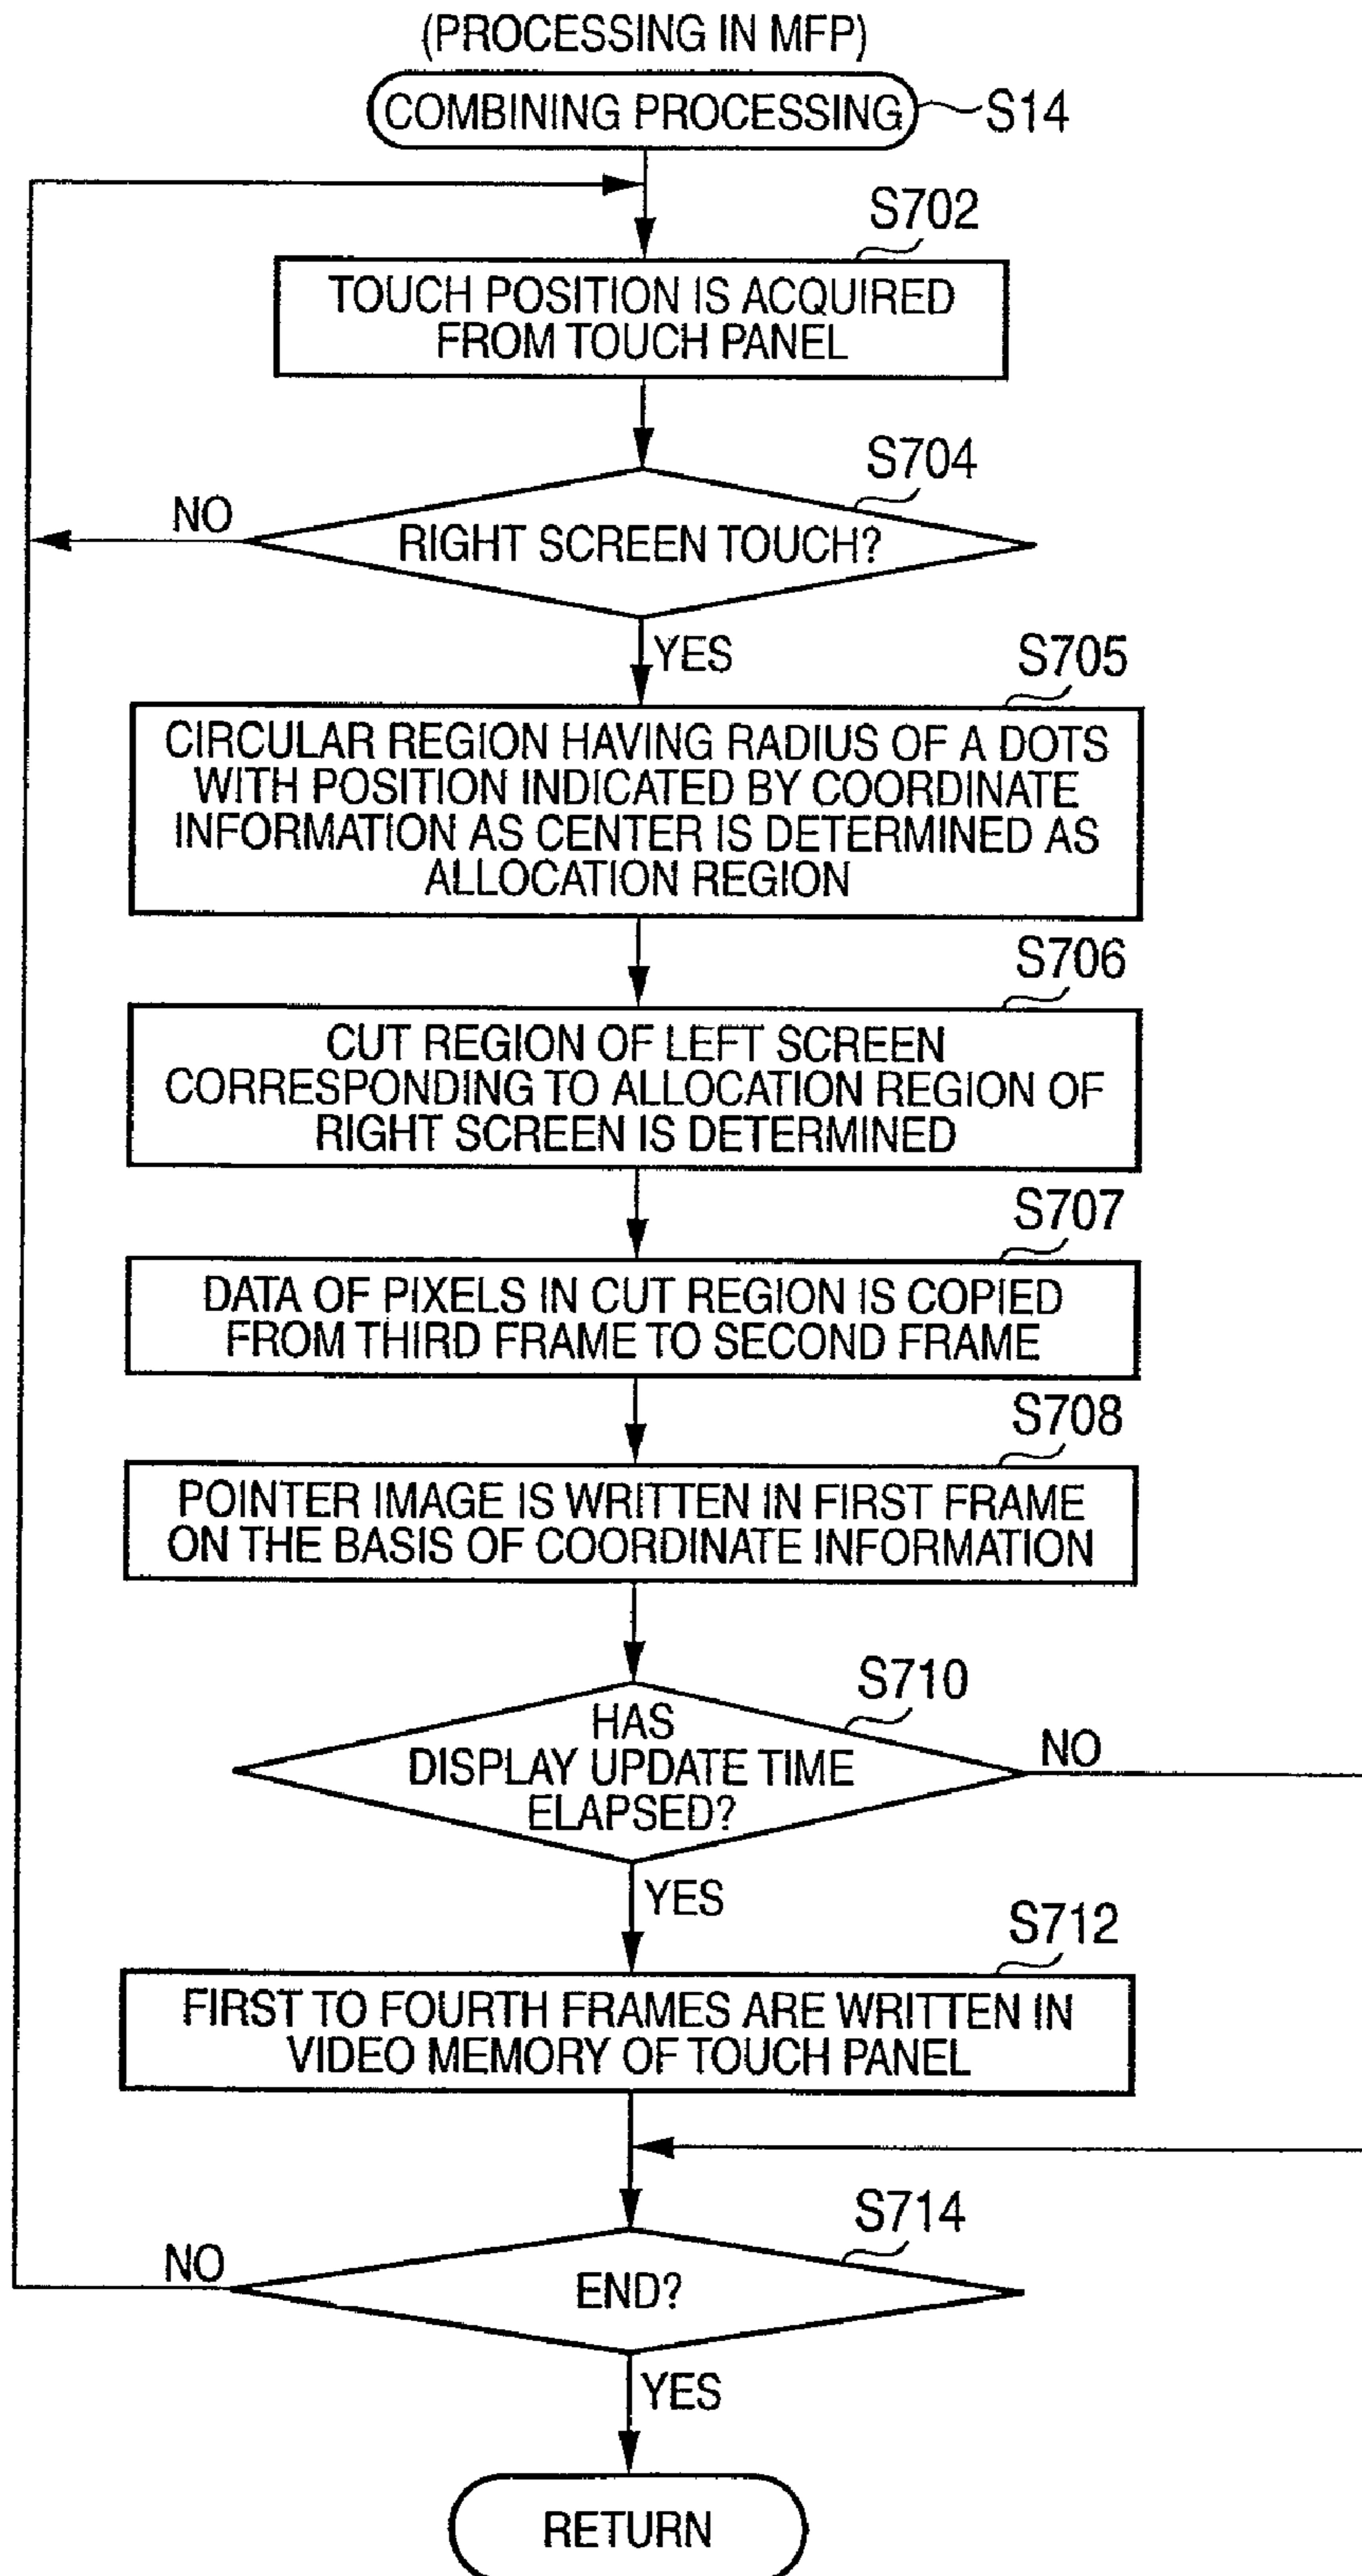 (PROCESSING IN MFP)
COMBINING PROCESSING
S14
S702
TOUCH POSITION IS ACQUIRED
FROM TOUCH PANEL
S704
NO
RIGHT SCREEN TOUCH?
YES
S705
CIRCULAR REGION HAVING RADIUS OF A DOTS
WITH POSITION INDICATED BY COORDINATE
INFORMATION AS CENTER IS DETERMINED AS
ALLOCATION REGION
S706
CUT REGION OF LEFT SCREEN
CORRESPONDING TO ALLOCATION REGION OF
RIGHT SCREEN IS DETERMINED
S707
DATA OF PIXELS IN CUT REGION IS COPIED
FROM THIRD FRAME TO SECOND FRAME
S708
POINTER IMAGE IS WRITTEN IN FIRST FRAME
ON THE BASIS OF COORDINATE INFORMATION
S710
HAS
DISPLAY UPDATE TIME
ELAPSED?
NO
YES
S712
FIRST TO FOURTH FRAMES ARE WRITTEN IN
VIDEO MEMORY OF TOUCH PANEL
S714
NO
END?
YES
RETURN